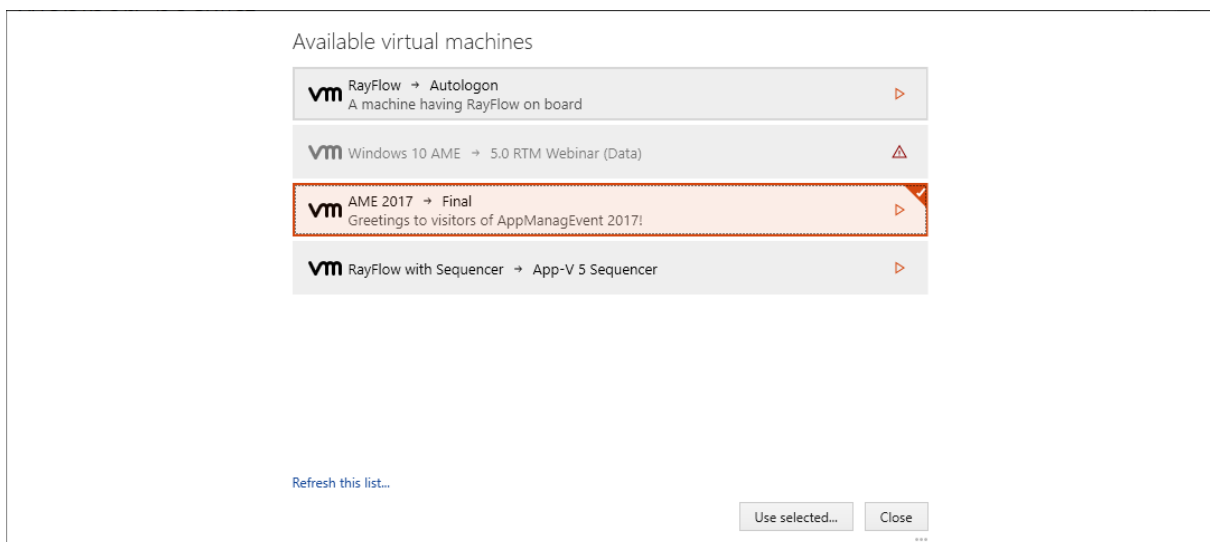 Available virtual machines
vm RayFlow → Autologon
A machine having RayFlow on board
vm Windows 10 AME → 5.0 RTM Webinar (Data)
vm AME 2017 → Final
Greetings to visitors of AppManagEvent 2017!
vm RayFlow with Sequencer → App-V 5 Sequencer
Refresh this list...
Use selected... Close